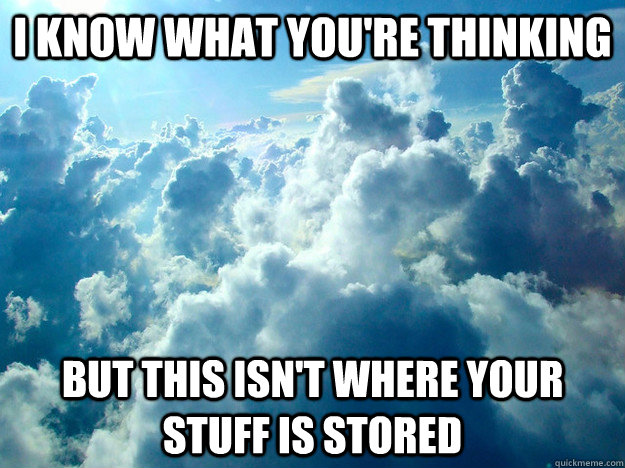 I KNOW WHAT YOU'RE THINKING
BUT THIS ISN'T WHERE YOUR
STUFF IS STORED
quickmeme.com